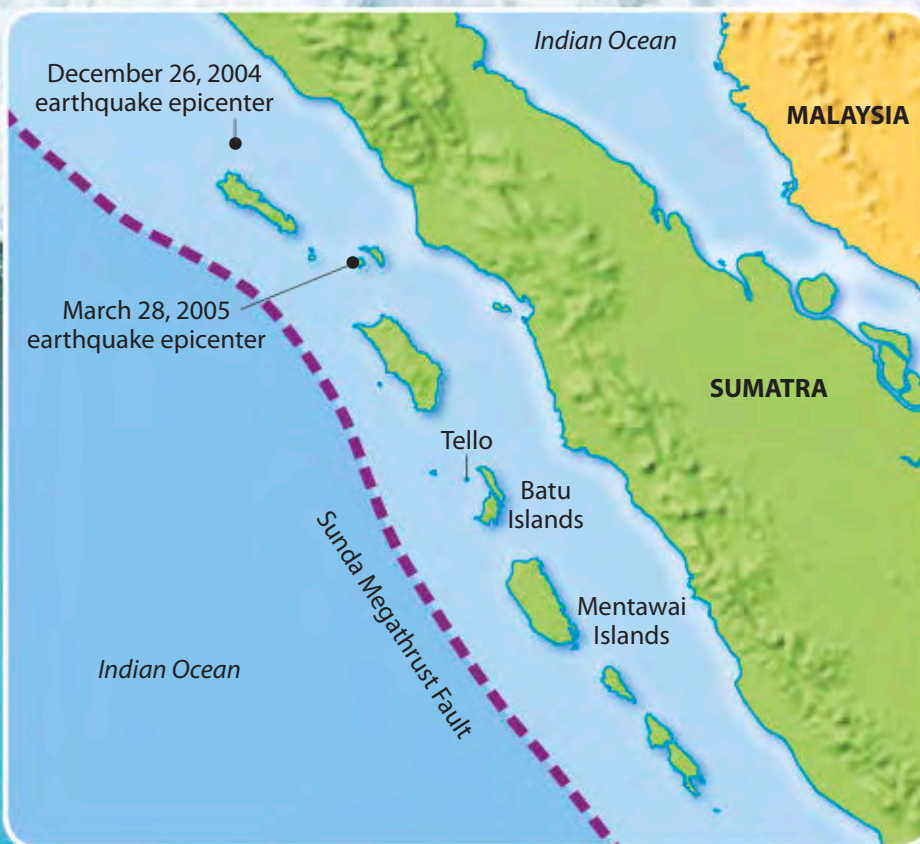 Indian Ocean
December 26, 2004
earthquake epicenter
MALAYSIA
March 28, 2005
earthquake epicenter
SUMATRA
Tello
Batu
Islands
Sunda Megathrust Fault
Mentawai
Islands
Indian Ocean